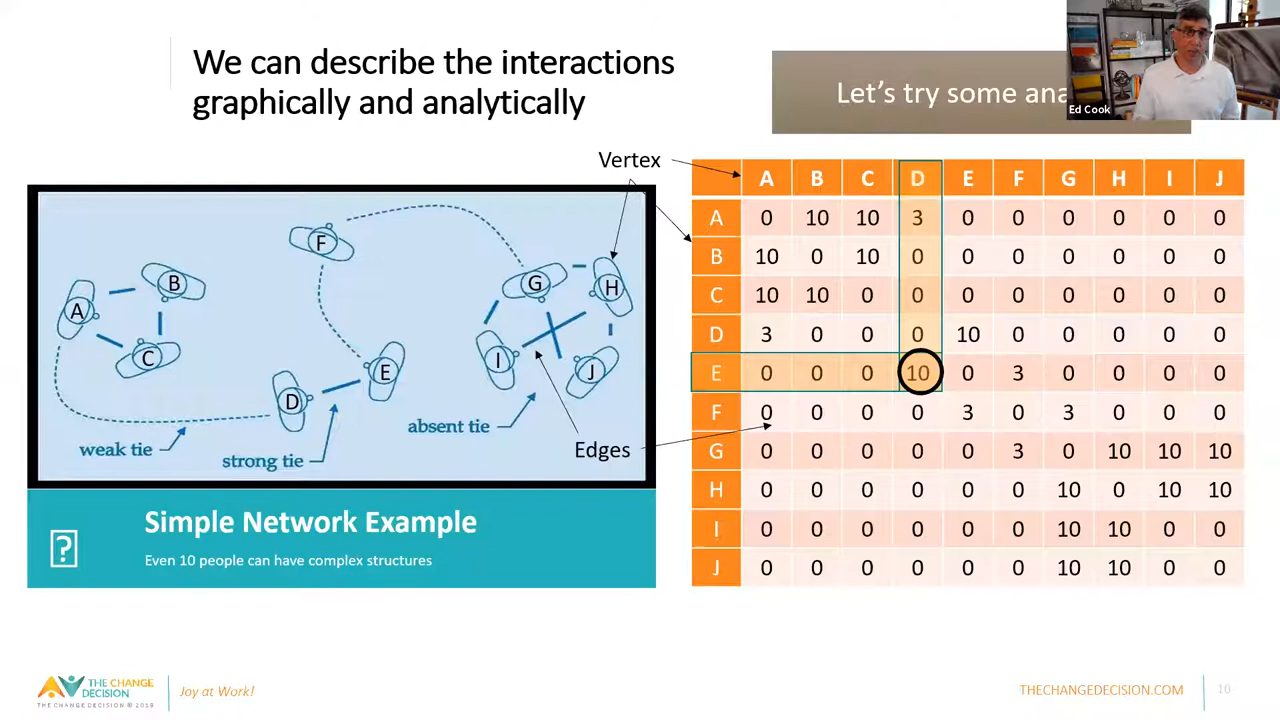 We can describe the interactions
graphically and analytically
Let's try some ana
Ed Cook
Vertex
A
B
C
D
E
F
G
H
I
J
weak tie
strong tie
absent tie
Edges
Simple Network Example
Even 10 people can have complex structures
A B C D E F G H I J
A 0 10 10 3 0 0 0 0 0 0
B 10 0 10 0 0 0 0 0 0 0
C 10 10 0 0 0 0 0 0 0 0
D 3 0 0 0 10 0 0 0 0 0
E 0 0 0 10 0 3 0 0 0 0
F 0 0 0 0 3 0 3 0 0 0
G 0 0 0 0 0 3 0 10 10 10
H 0 0 0 0 0 0 10 0 10 10
I 0 0 0 0 0 0 10 10 0 0
J 0 0 0 0 0 0 10 10 0 0
THE CHANGE
DECISION
THE CHANGE DECISION © 2019
Joy at Work!
THECHANGEDECISION.COM
10